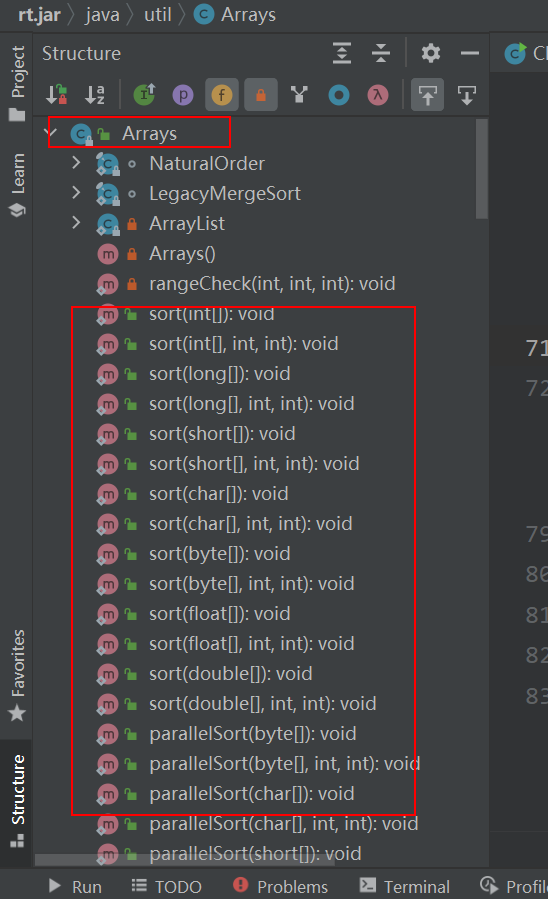 rt.jar java util Arrays
Structure
Project
Learn
Favorites
Structure
Arrays
NaturalOrder
LegacyMergeSort
ArrayList
Arrays()
rangeCheck(int, int, int): void
sort(int[]): void
sort(int[], int, int): void
sort(long[]): void
sort(long[], int, int): void
sort(short[]): void
sort(short[], int, int): void
sort(char[]): void
sort(char[], int, int): void
sort(byte[]): void
sort(byte[], int, int): void
sort(float[]): void
sort(float[], int, int): void
sort(double[]): void
sort(double[], int, int): void
parallelSort(byte[]): void
parallelSort(byte[], int, int): void
parallelSort(char[]): void
parallelSort(char[], int, int): void
parallelSort(short[]): void
71
72
79
80
81
82
83
Run TODO Problems Terminal